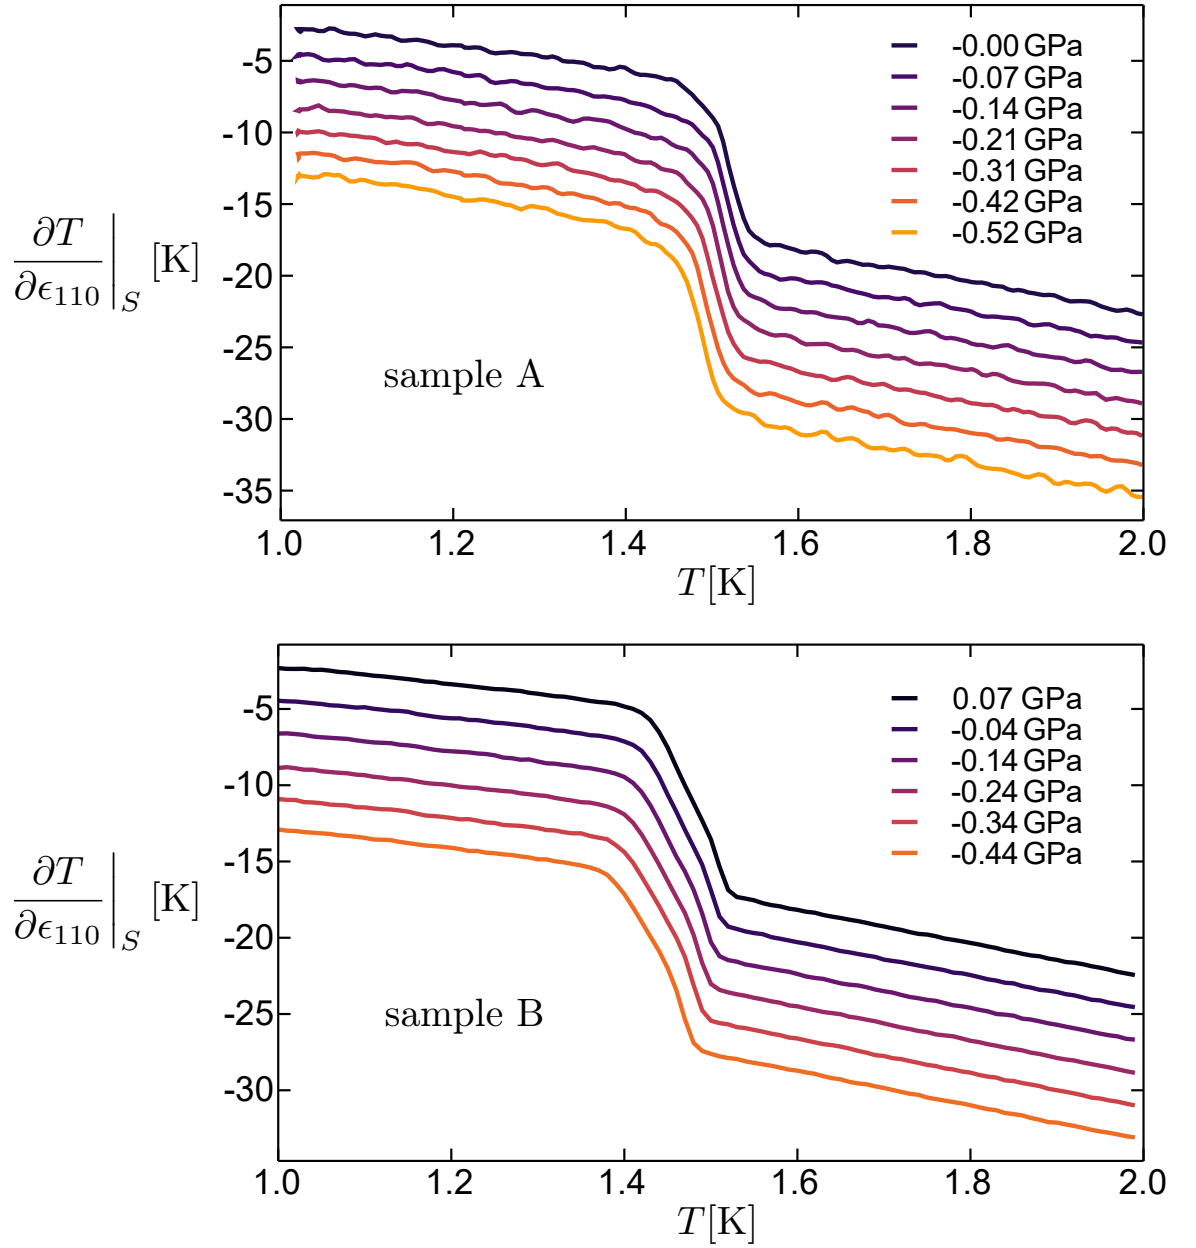 -5
-10
-15
-20
-25
-30
-35
∂T
∂ϵ110 |S [K]
-0.00 GPa
-0.07 GPa
-0.14 GPa
-0.21 GPa
-0.31 GPa
-0.42 GPa
-0.52 GPa
sample A
1.0 1.2 1.4 1.6 1.8 2.0
T[K]
-5
-10
-15
-20
-25
-30
∂T
∂ϵ110 |S [K]
0.07 GPa
-0.04 GPa
-0.14 GPa
-0.24 GPa
-0.34 GPa
-0.44 GPa
sample B
1.0 1.2 1.4 1.6 1.8 2.0
T[K]